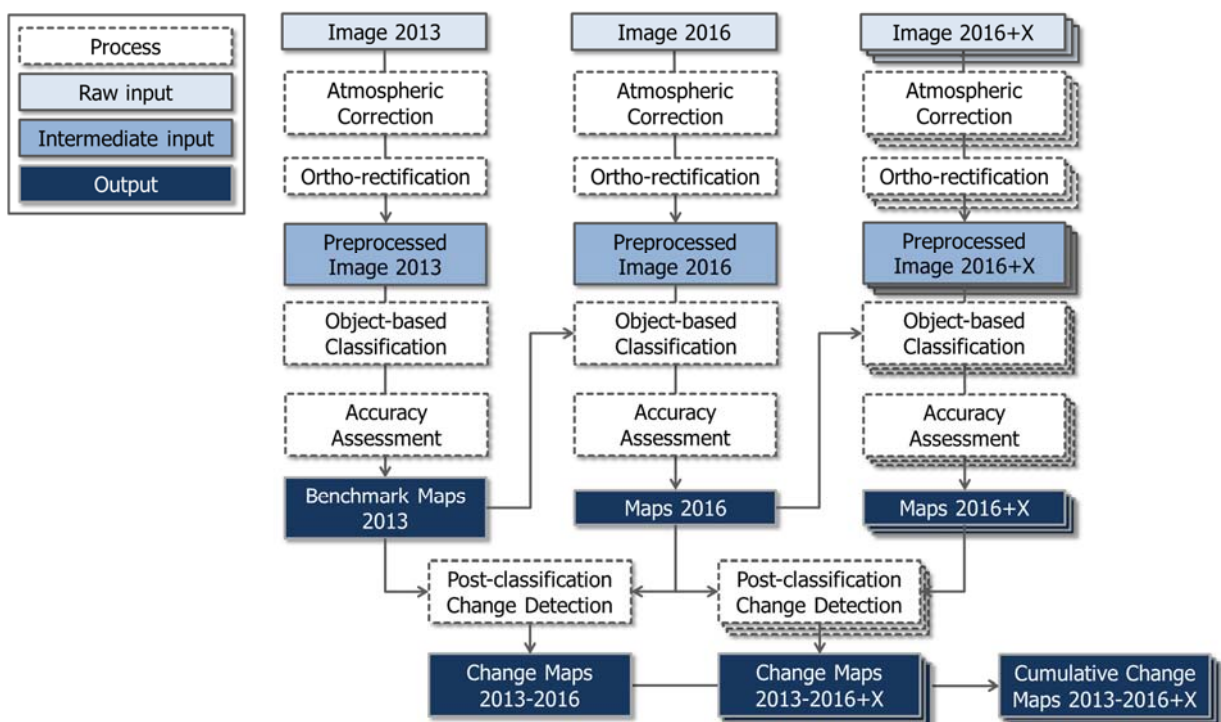 Process
Raw input
Intermediate input
Output
Image 2013
Atmospheric
Correction
Ortho-rectification
Preprocessed
Image 2013
Object-based
Classification
Accuracy
Assessment
Benchmark Maps
2013
Image 2016
Atmospheric
Correction
Ortho-rectification
Preprocessed
Image 2016
Object-based
Classification
Accuracy
Assessment
Maps 2016
Image 2016+X
Atmospheric
Correction
Ortho-rectification
Preprocessed
Image 2016+X
Object-based
Classification
Accuracy
Assessment
Maps 2016+X
Post-classification
Change Detection
Post-classification
Change Detection
Change Maps
2013-2016
Change Maps
2013-2016+X
Cumulative Change
Maps 2013-2016+X